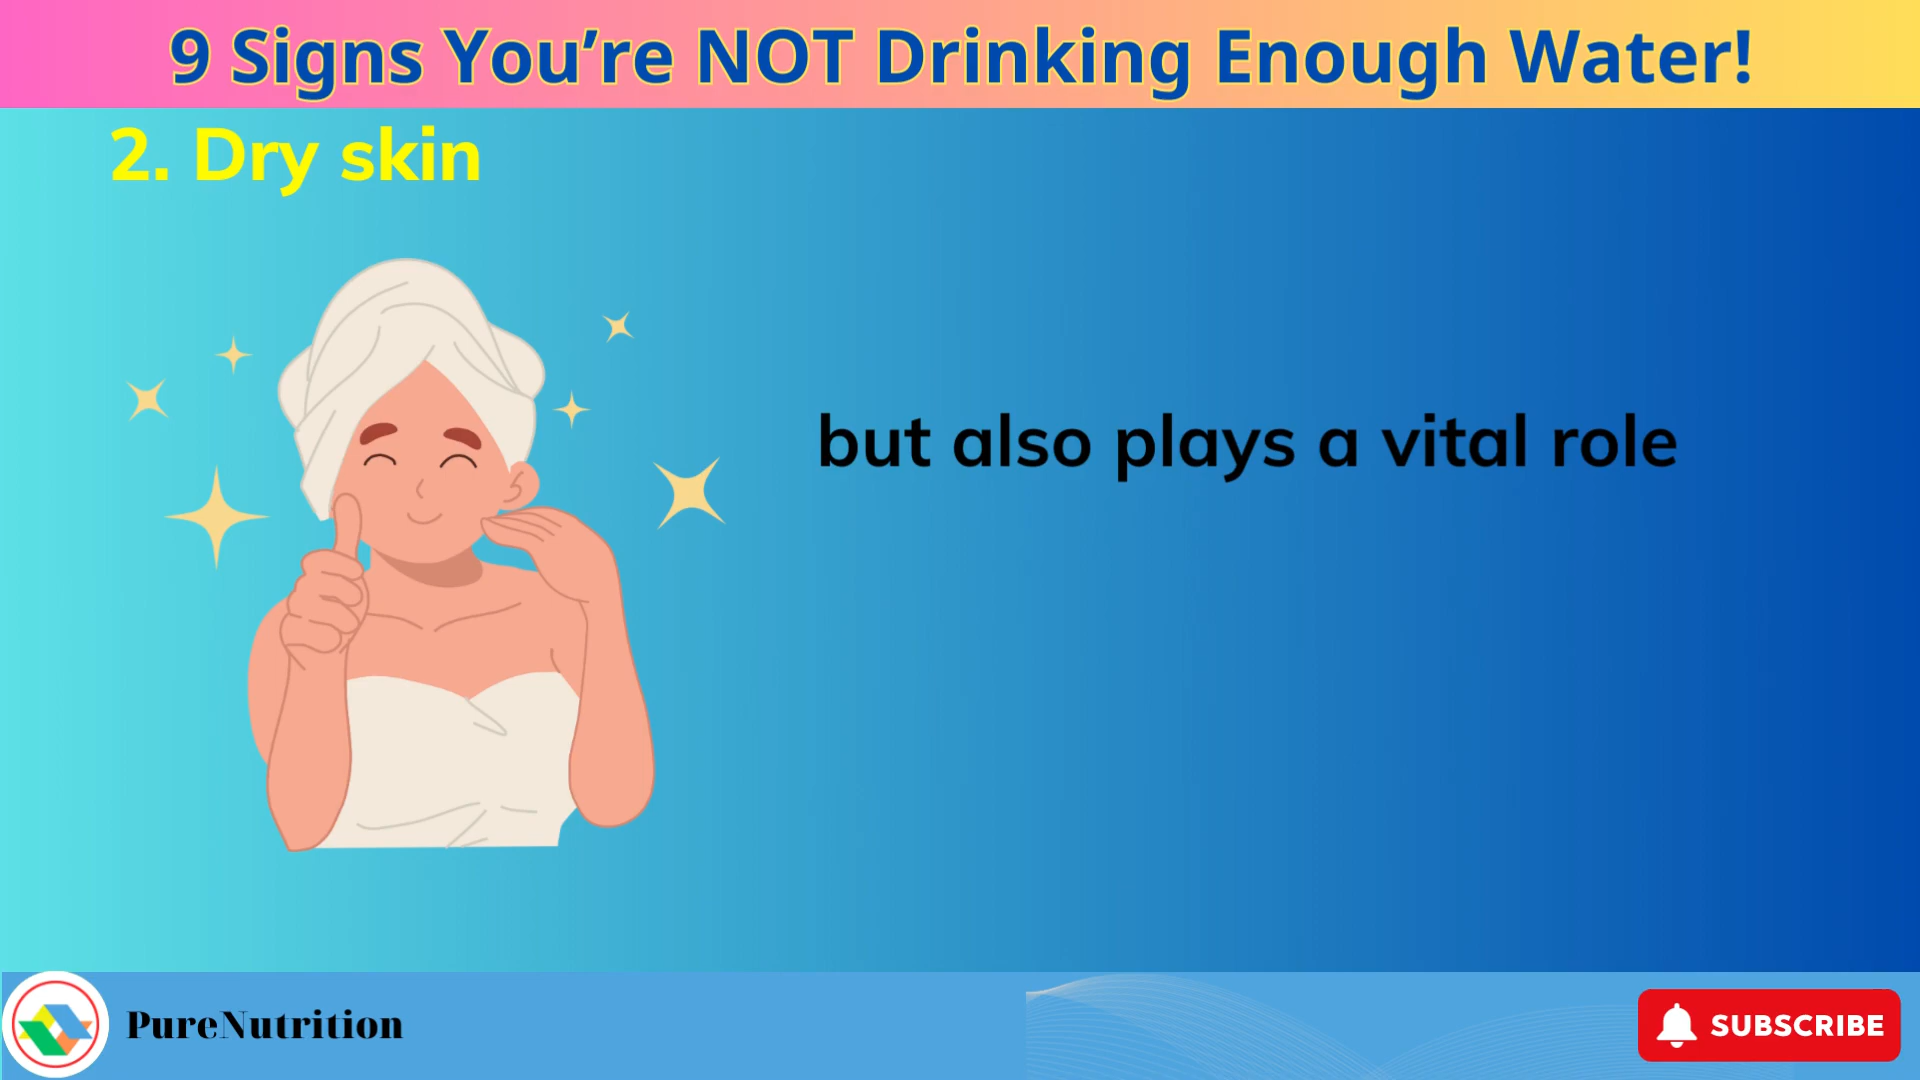 9 Signs You’re NOT Drinking Enough Water!
2. Dry skin
but also plays a vital role
PureNutrition
SUBSCRIBE